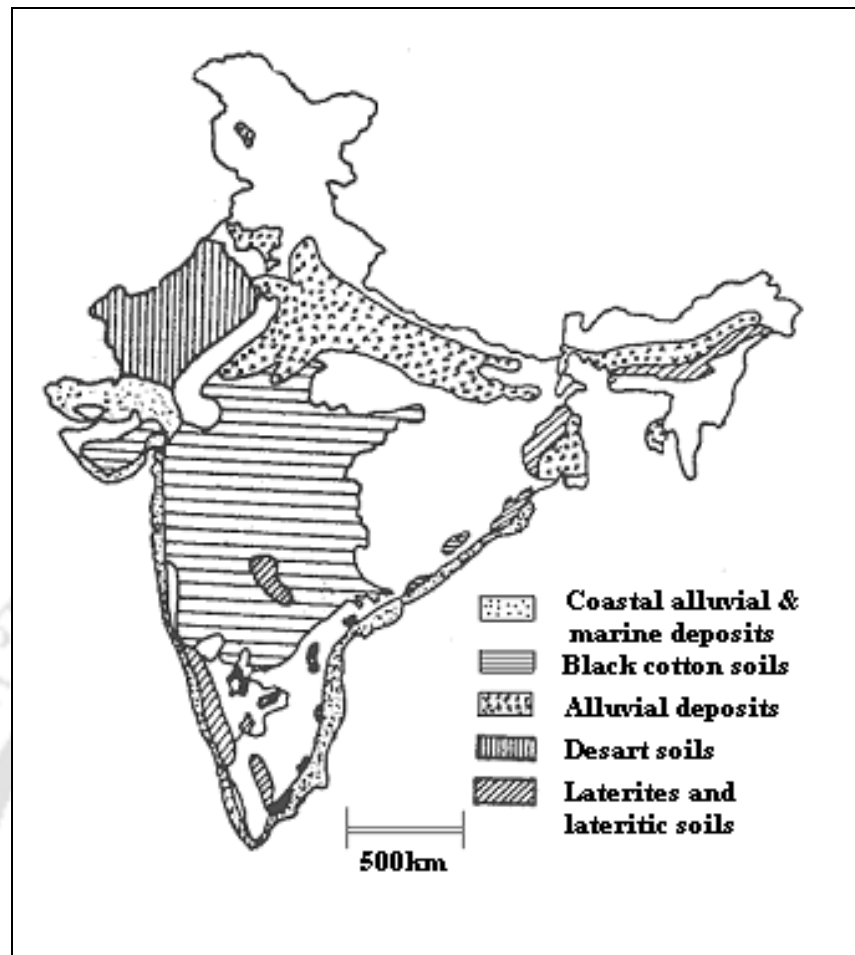 Coastal alluvial &
marine deposits
Black cotton soils
Alluvial deposits
Desart soils
Laterites and
lateritic soils
500km